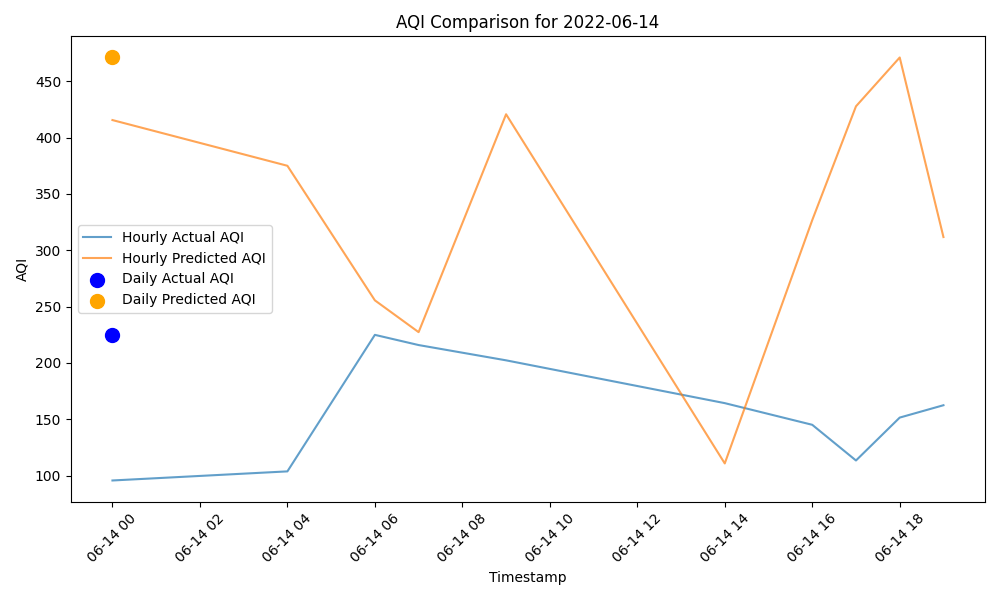 AQI Comparison for 2022-06-14
AQI
450
400
350
300
250
200
150
100
Hourly Actual AQI
Hourly Predicted AQI
Daily Actual AQI
Daily Predicted AQI
06-14 00
06-14 02
06-14 04
06-14 06
06-14 08
06-14 10
06-14 12
06-14 14
06-14 16
06-14 18
Timestamp